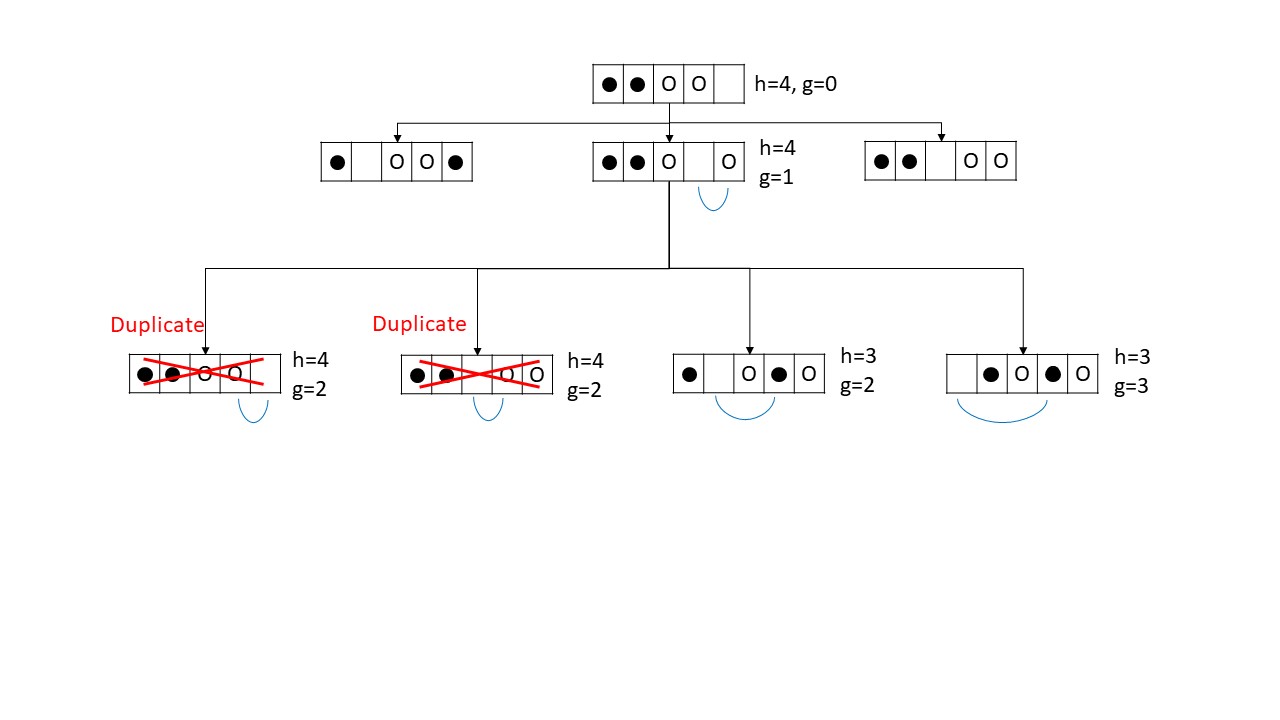 ● ● O O h=4, g=0
● O O ●
● ● O O
h=4
g=1
● ● O O
Duplicate
● ● O O
h=4
g=2
Duplicate
● ● O O
h=4
g=2
● O ● O
h=3
g=2
● O ● O
h=3
g=3